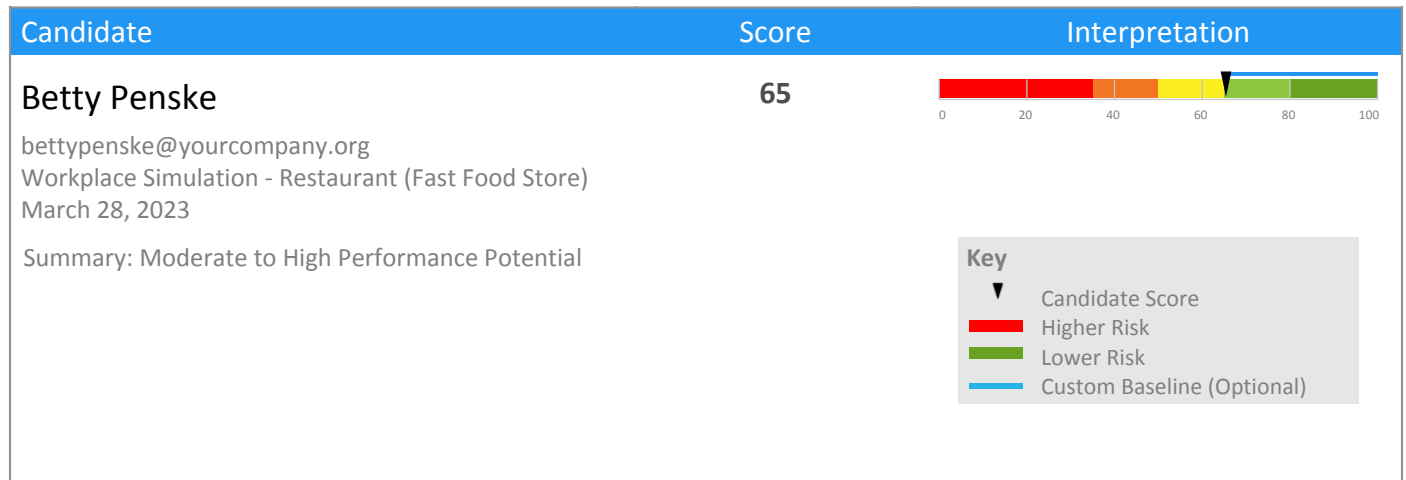 Candidate Score Interpretation
Betty Penske 65
0 20 40 60 80 100
bettypenske@yourcompany.org
Workplace Simulation - Restaurant (Fast Food Store)
March 28, 2023
Summary: Moderate to High Performance Potential
Key
Candidate Score
Higher Risk
Lower Risk
Custom Baseline (Optional)